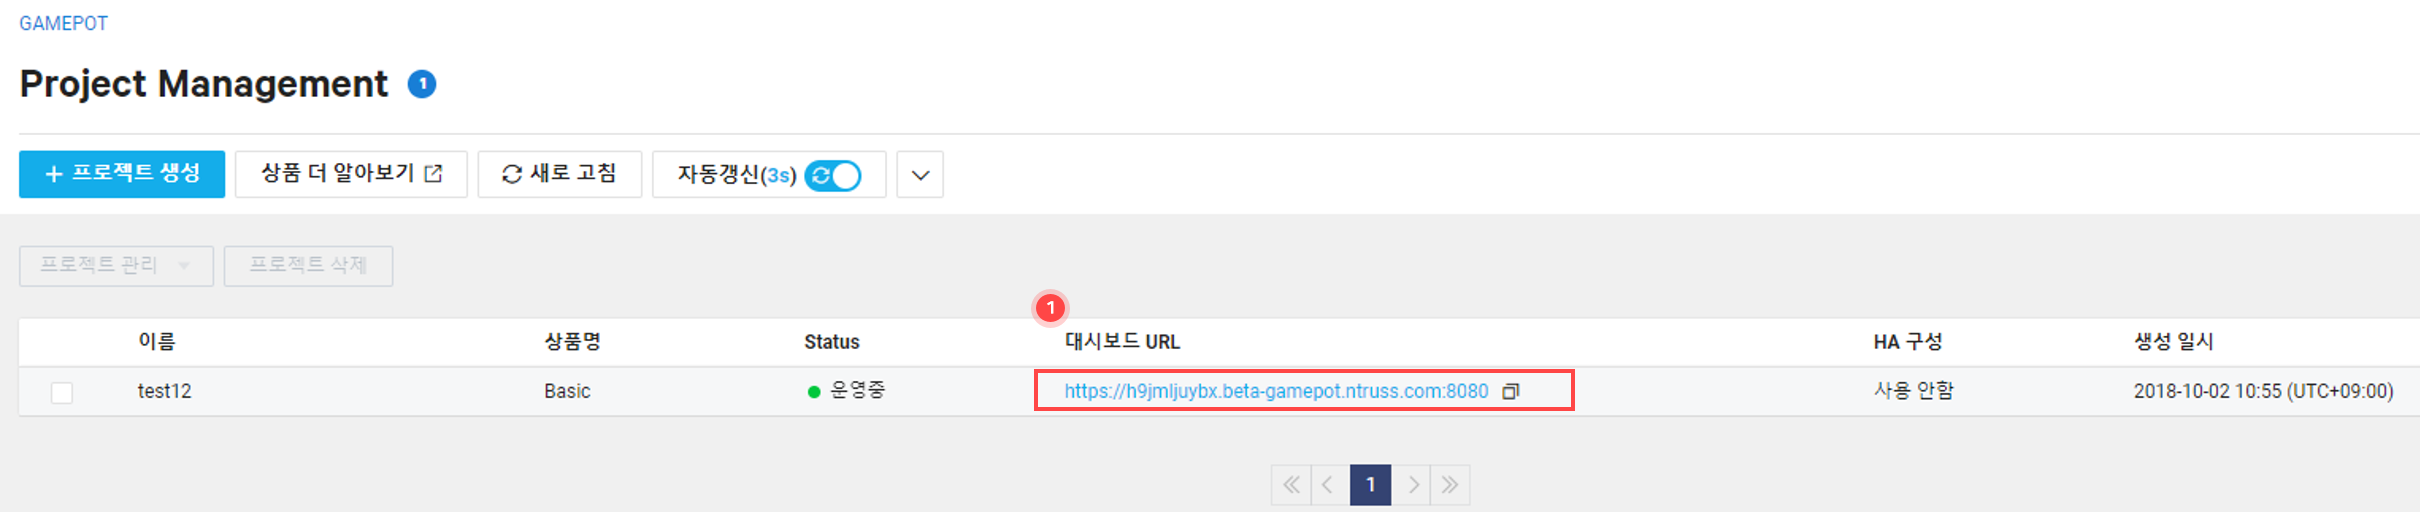 GAMEPOT
Project Management 1
+ 프로젝트 생성 상품 더 알아보기 새로 고침 자동갱신(3s)
프로젝트 관리 프로젝트 삭제
1
이름 상품명 Status 대시보드 URL HA 구성 생성 일시
test12 Basic 운영중 https://h9jmljuybx.beta-gamepot.ntruss.com:8080 사용 안함 2018-10-02 10:55 (UTC+09:00)
1